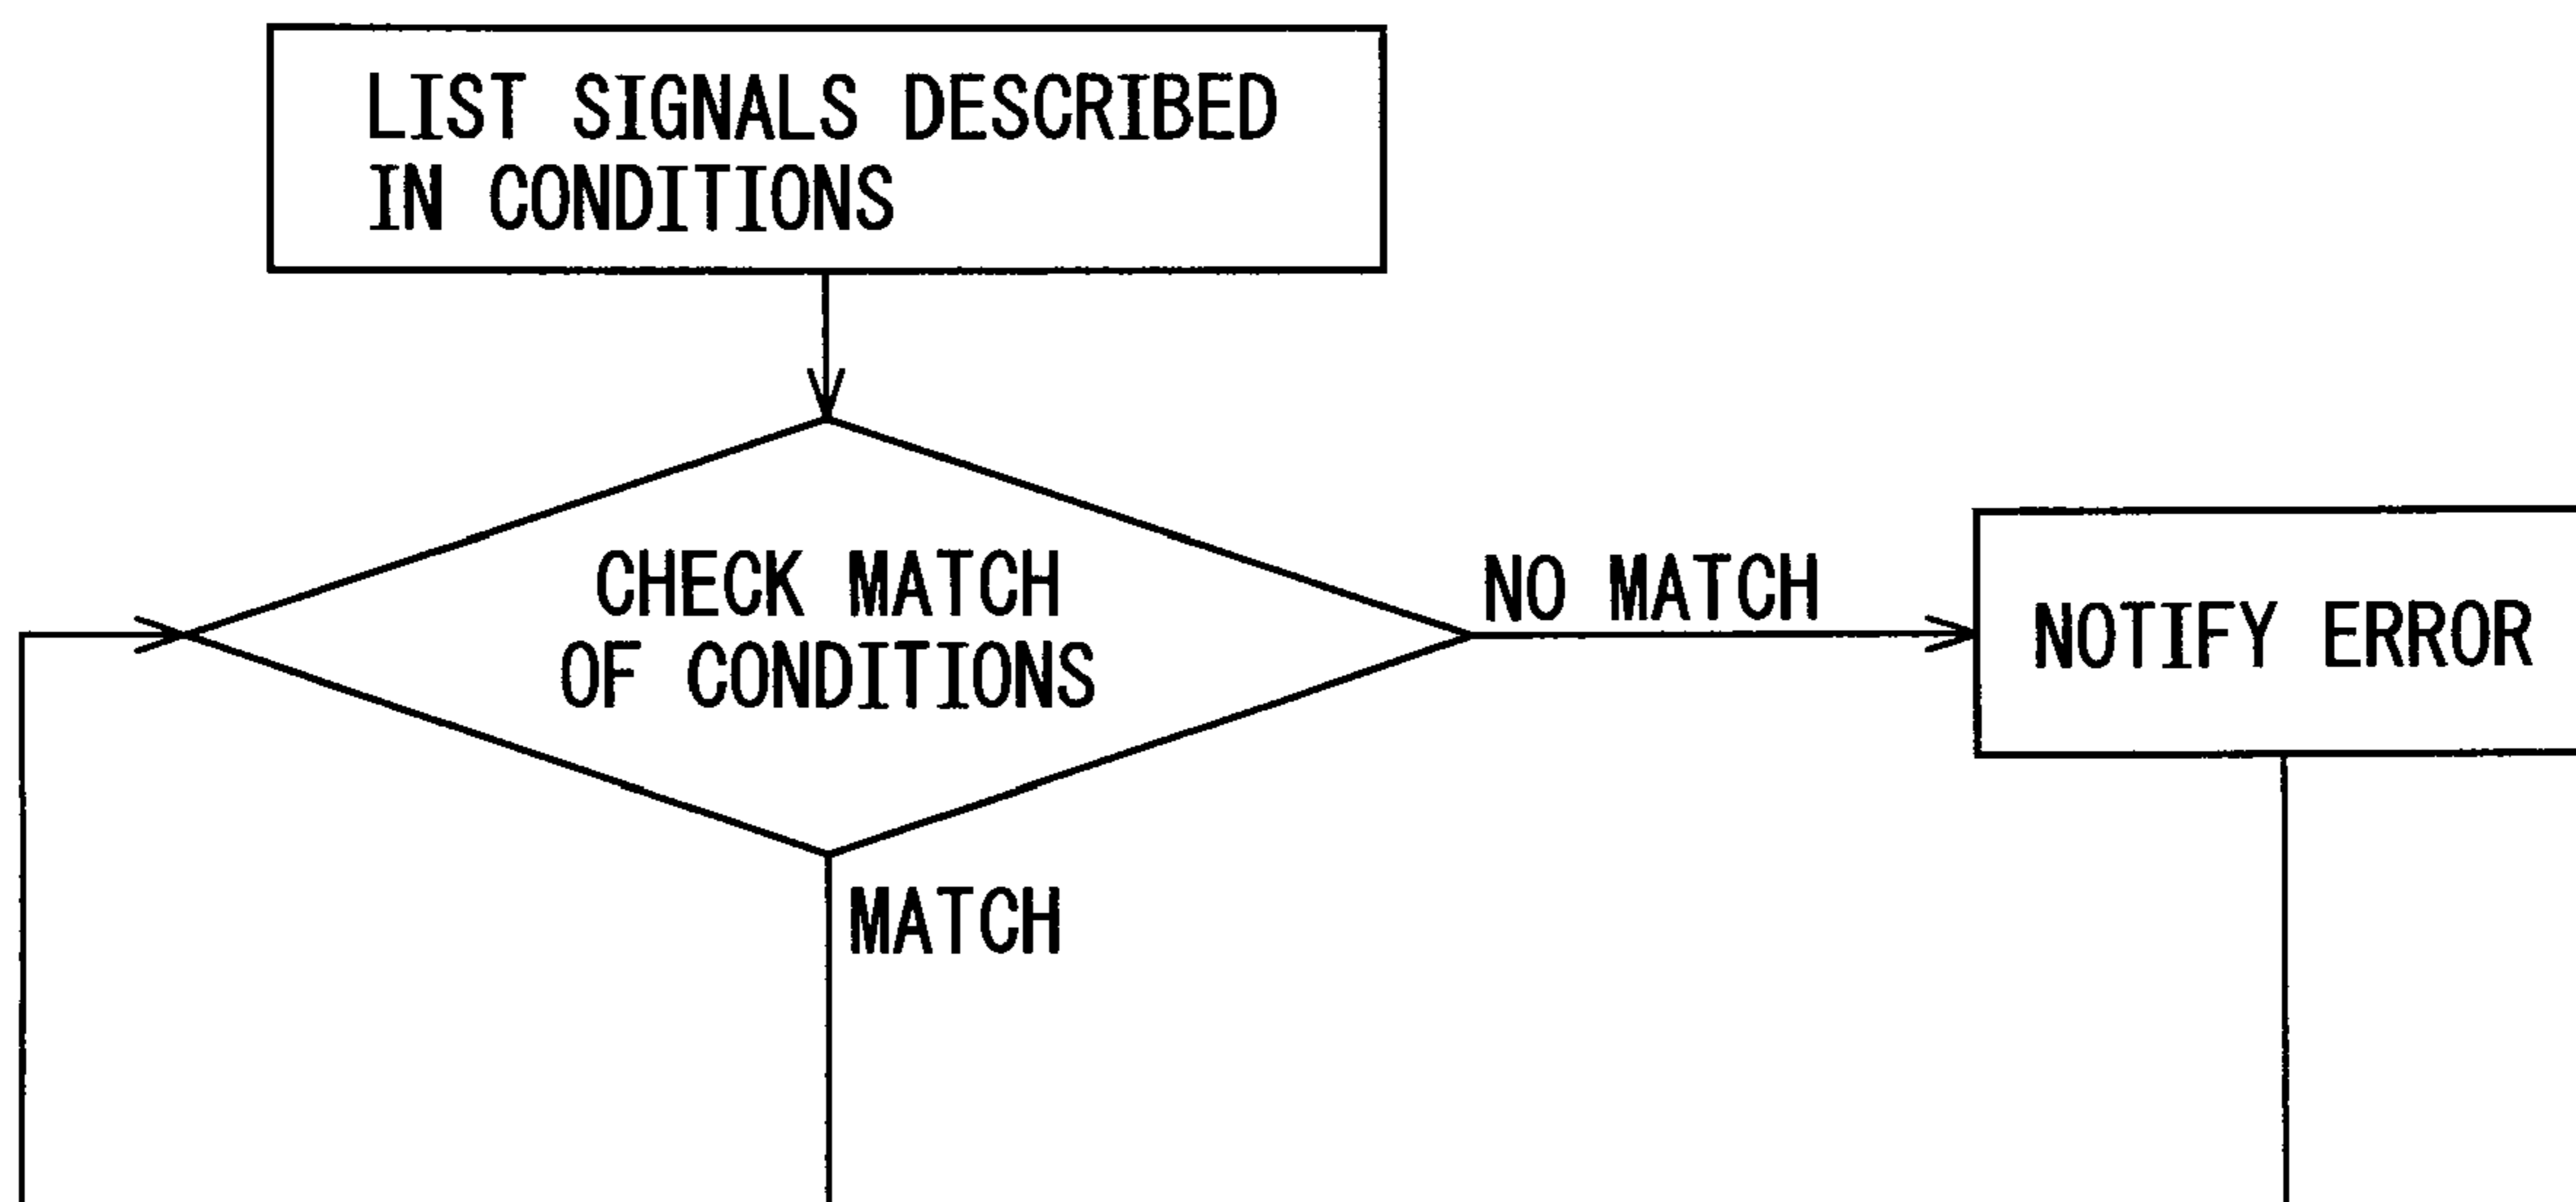 LIST SIGNALS DESCRIBED
IN CONDITIONS
CHECK MATCH
OF CONDITIONS
NO MATCH
NOTIFY ERROR
MATCH